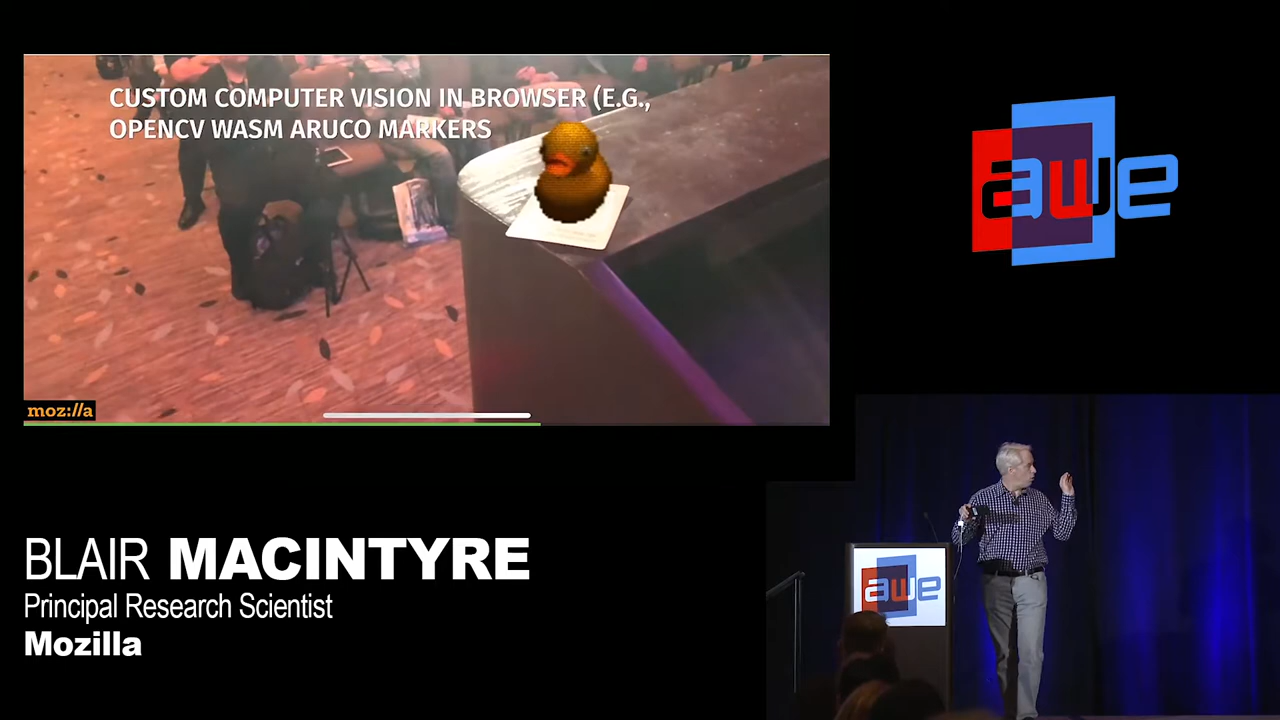 CUSTOM COMPUTER VISION IN BROWSER (E.G.,
OPENCV WASM ARUCO MARKERS
moz://a
awe
BLAIR MACINTYRE
Principal Research Scientist
Mozilla
awe